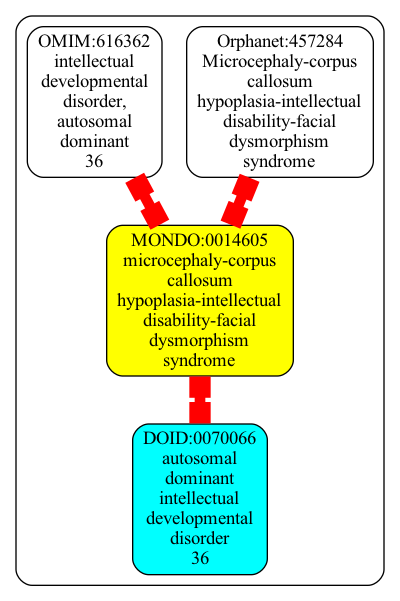 OMIM:616362
intellectual
developmental
disorder,
autosomal
dominant
36
Orphanet:457284
Microcephaly-corpus
callosum
hypoplasia-intellectual
disability-facial
dysmorphism
syndrome
MONDO:0014605
microcephaly-corpus
callosum
hypoplasia-intellectual
disability-facial
dysmorphism
syndrome
DOID:0070066
autosomal
dominant
intellectual
developmental
disorder
36